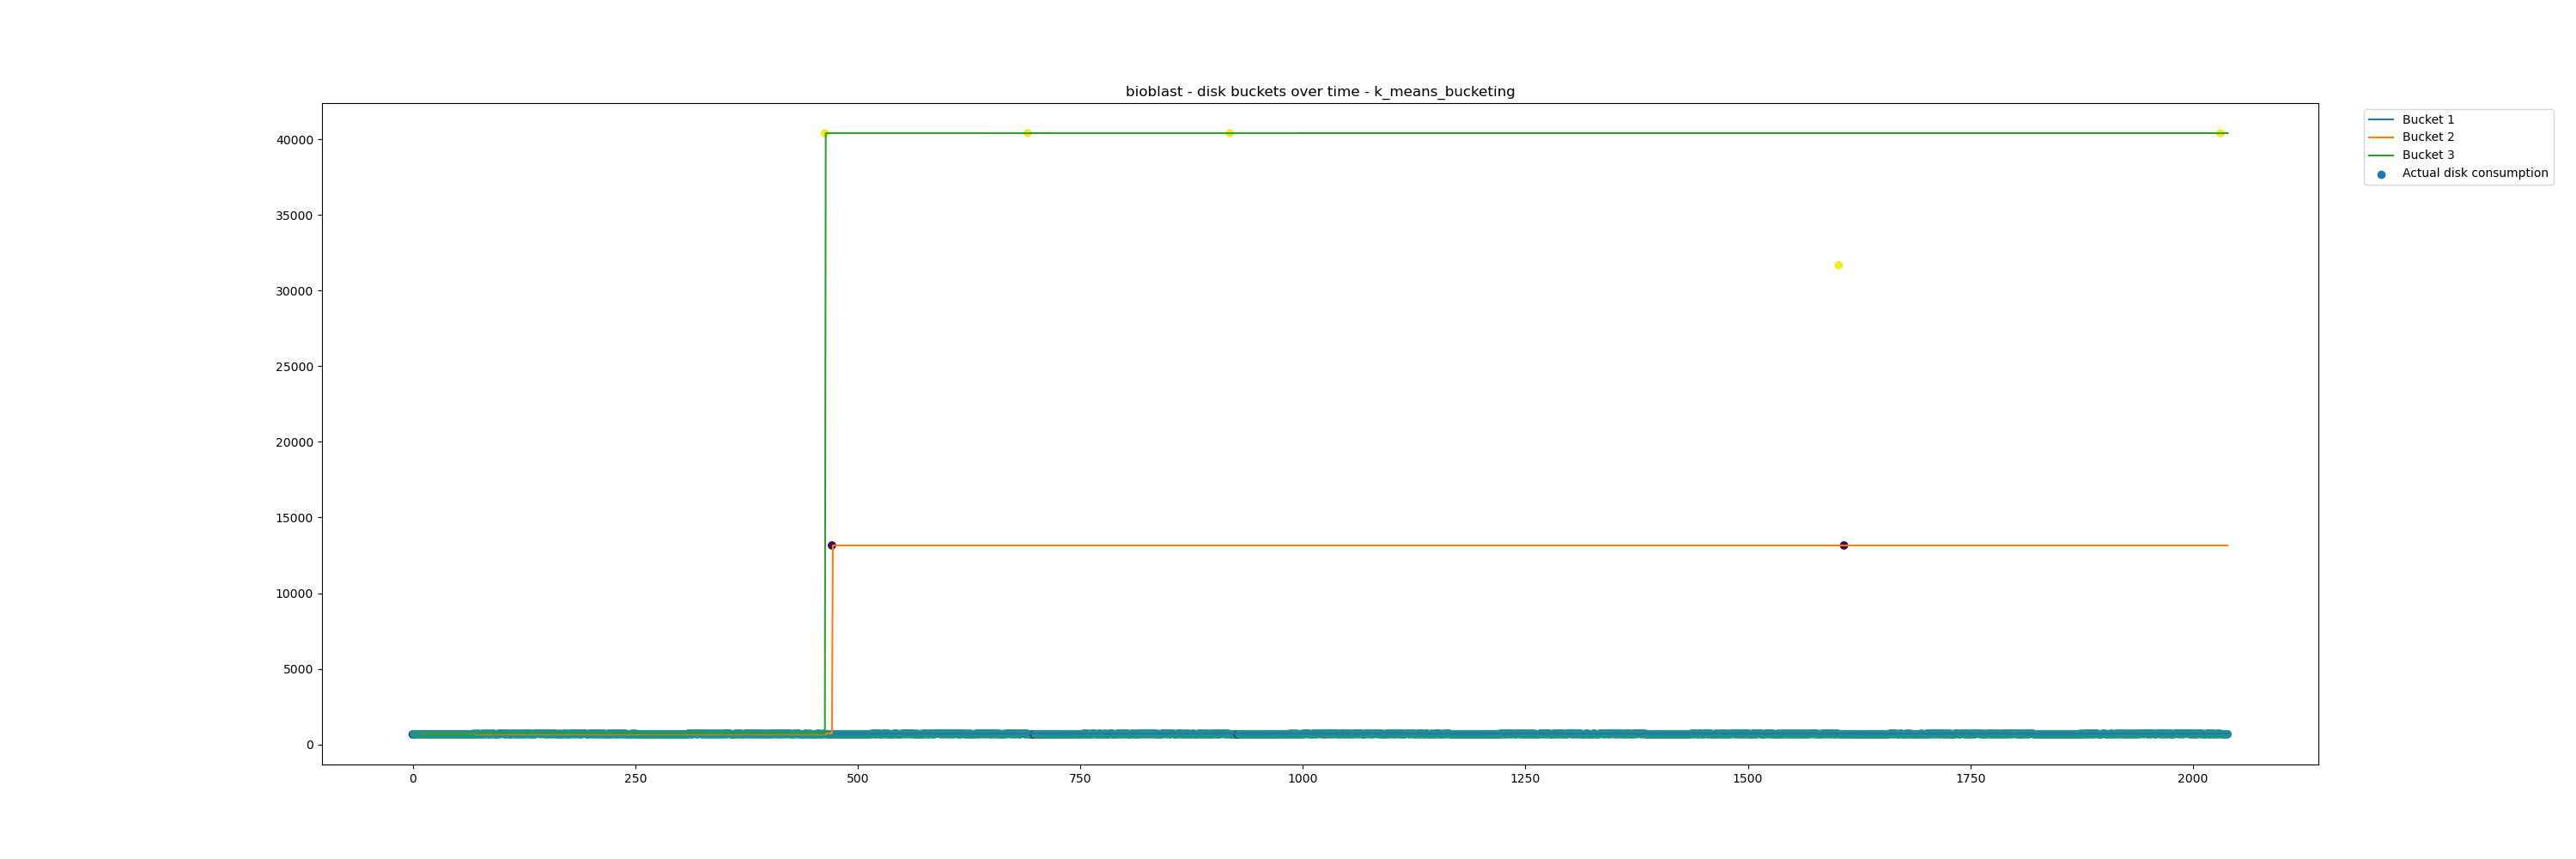 bioblast - disk buckets over time - k_means_bucketing
Bucket 1
Bucket 2
Bucket 3
Actual disk consumption
40000
35000
30000
25000
20000
15000
10000
5000
0
0 250 500 750 1000 1250 1500 1750 2000